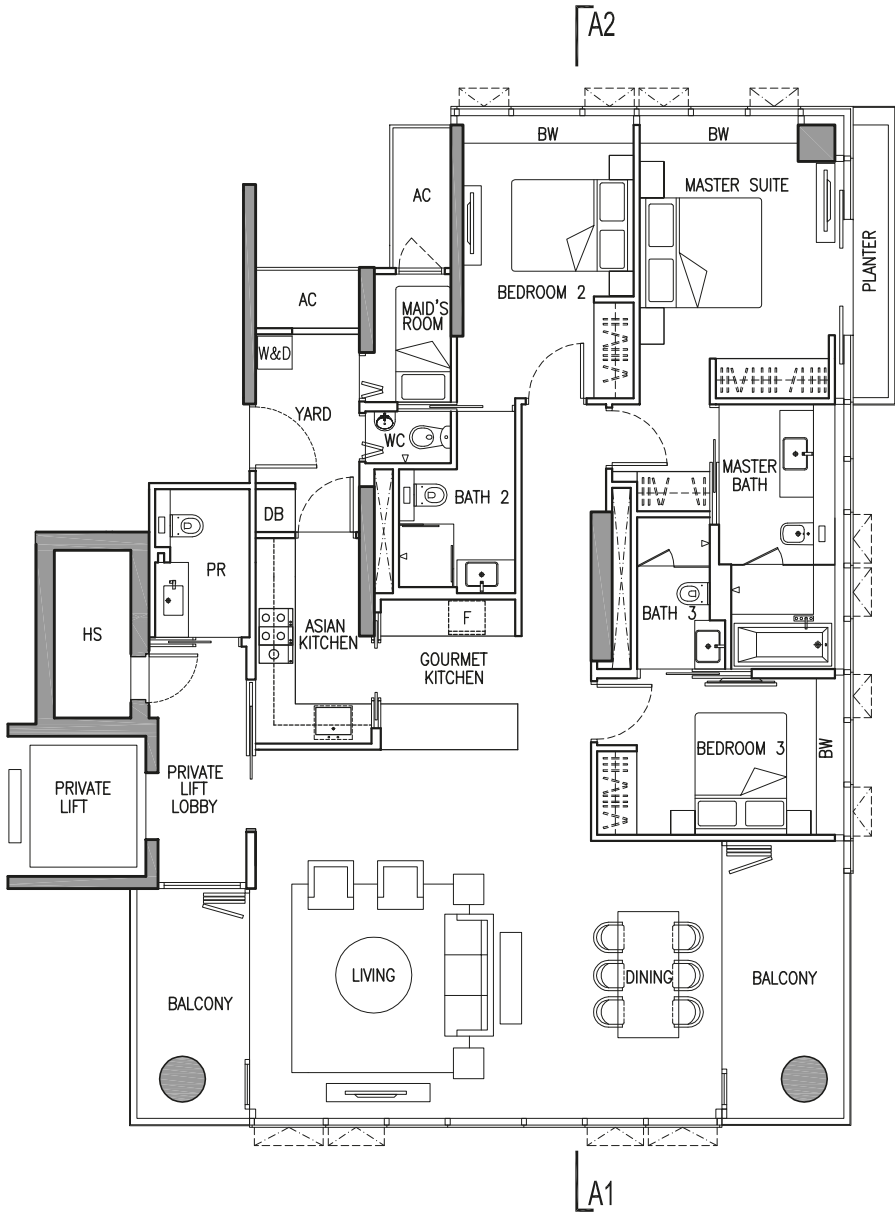 A2
BW
BW
AC
MASTER SUITE
PLANTER
AC
BEDROOM 2
MAID'S
ROOM
W&D
YARD
WC
MASTER
BATH
BATH 2
DB
PR
F
BATH 3
HS
ASIAN
KITCHEN
GOURMET
KITCHEN
BEDROOM 3
BW
PRIVATE
LIFT
PRIVATE
LIFT
LOBBY
LIVING
DINING
BALCONY
BALCONY
A1